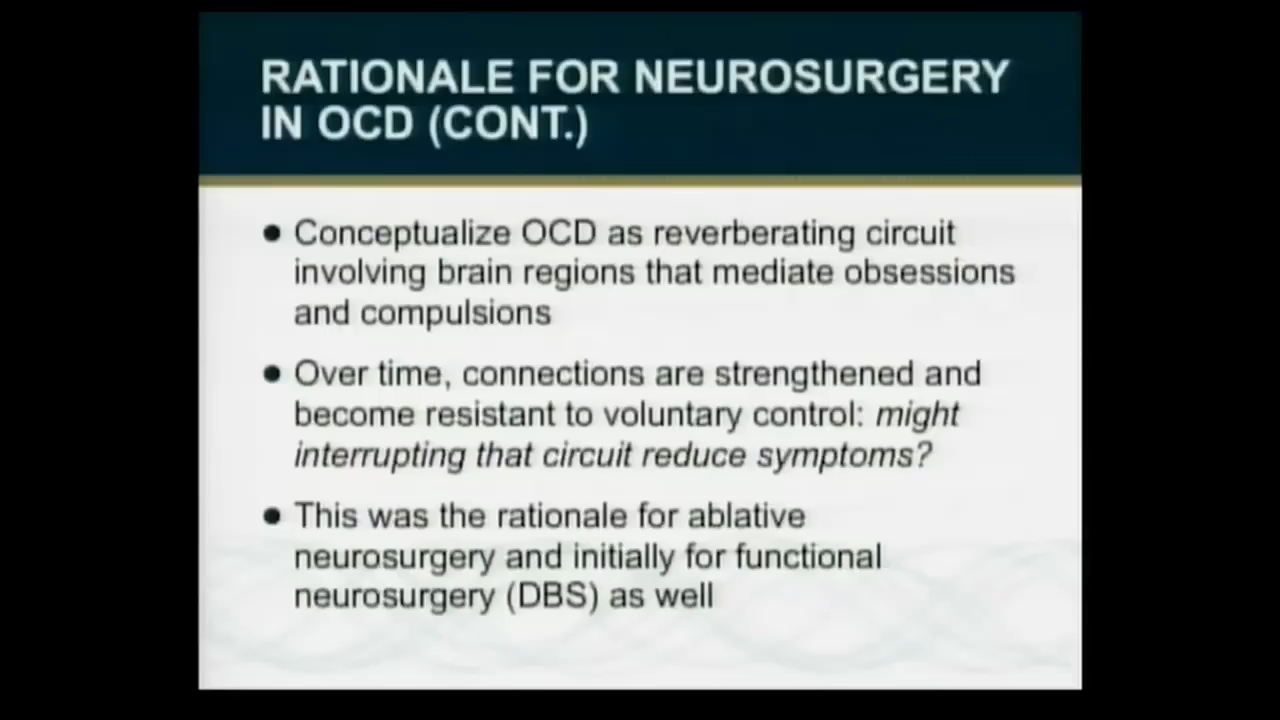 RATIONALE FOR NEUROSURGERY
IN OCD (CONT.)
● Conceptualize OCD as reverberating circuit
involving brain regions that mediate obsessions
and compulsions
● Over time, connections are strengthened and
become resistant to voluntary control: might
interrupting that circuit reduce symptoms?
● This was the rationale for ablative
neurosurgery and initially for functional
neurosurgery (DBS) as well